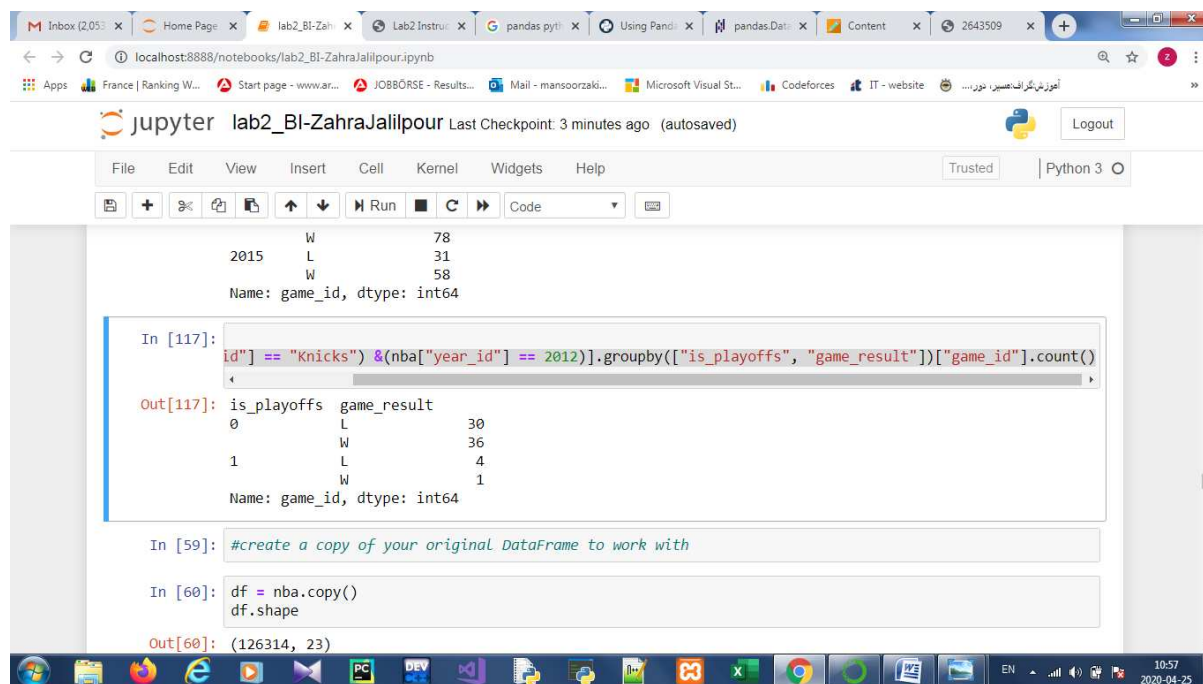 Inbox (2,053
Home Page
lab2_BI-Zah
Lab2 Instruc
pandas pyth
Using Panda
pandas.Data
Content
2643509
localhost:8888/notebooks/lab2_BI-ZahraJalilpour.ipynb
Z
Apps
France | Ranking W...
Start page - www.ar...
JOBBÖRSE - Results...
Mail - mansoorzaki...
Microsoft Visual St...
Codeforces
IT - website
آموزش گراف:مسیر، دور،...
jupyter lab2_BI-ZahraJalilpour Last Checkpoint: 3 minutes ago (autosaved)
Logout
File Edit View Insert Cell Kernel Widgets Help
Trusted
Python 3
Run
Code
W 78
2015 L 31
W 58
Name: game_id, dtype: int64
In [117]:
id"] == "Knicks") &(nba["year_id"] == 2012)].groupby(["is_playoffs", "game_result"])["game_id"].count()
Out[117]: is_playoffs game_result
0 L 30
W 36
1 L 4
W 1
Name: game_id, dtype: int64
In [59]: #create a copy of your original DataFrame to work with
In [60]: df = nba.copy()
df.shape
Out[60]: (126314, 23)
PC
DEV
EN
10:57
2020-04-25